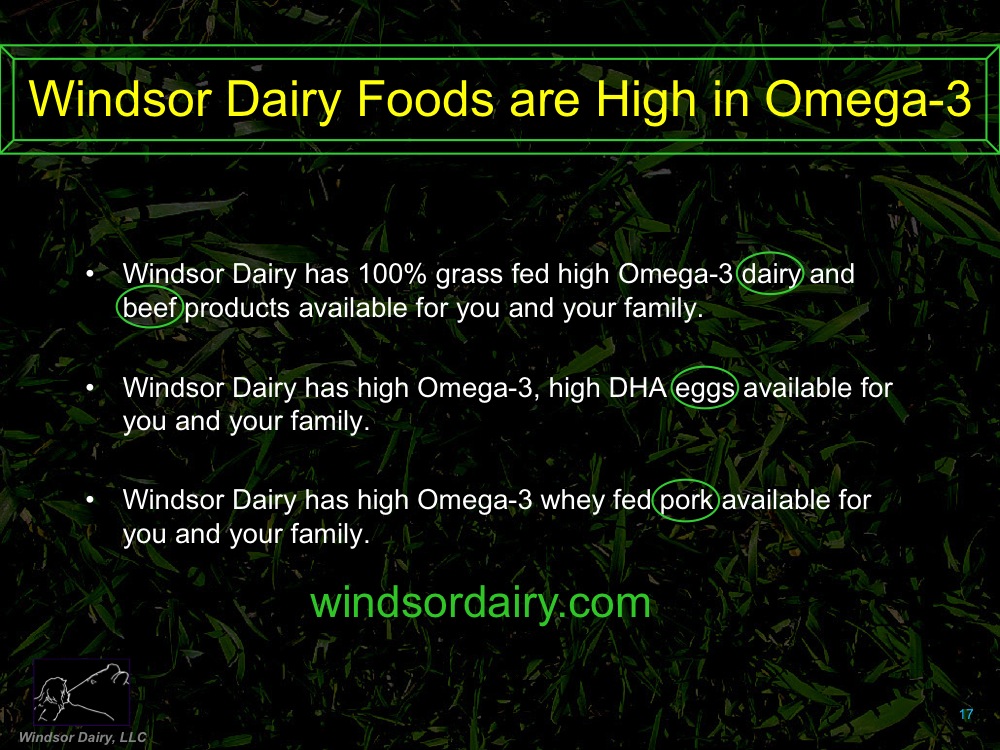 Windsor Dairy Foods are High in Omega-3
• Windsor Dairy has 100% grass fed high Omega-3 dairy and
beef products available for you and your family.
• Windsor Dairy has high Omega-3, high DHA eggs available for
you and your family.
• Windsor Dairy has high Omega-3 whey fed pork available for
you and your family.
windsordairy.com
Windsor Dairy, LLC
17